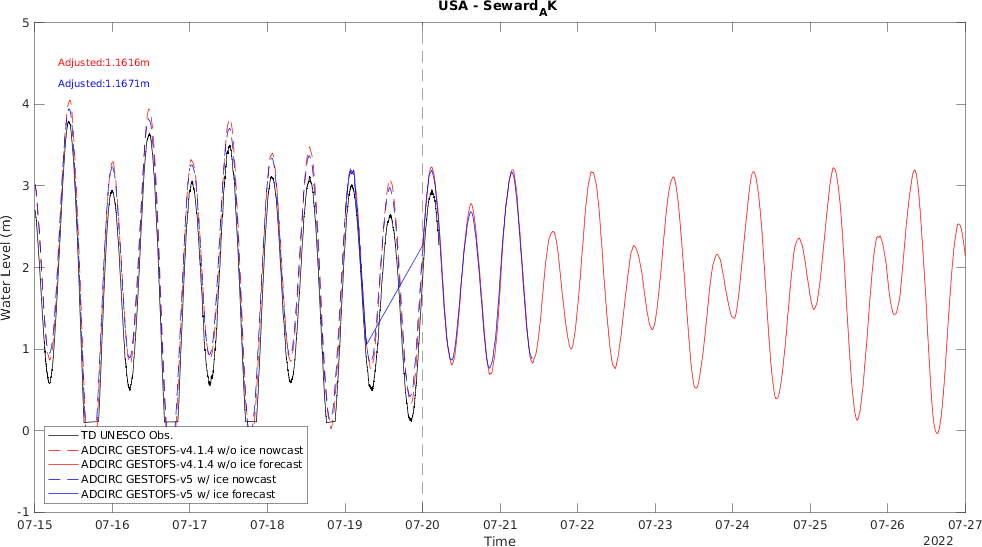 USA - Seward_AK
Adjusted:1.1616m
Adjusted:1.1671m
Water Level (m)
5
4
3
2
1
0
-1
TD UNESCO Obs.
ADCIRC GESTOFS-v4.1.4 w/o ice nowcast
ADCIRC GESTOFS-v4.1.4 w/o ice forecast
ADCIRC GESTOFS-v5 w/ ice nowcast
ADCIRC GESTOFS-v5 w/ ice forecast
07-15 07-16 07-17 07-18 07-19 07-20 07-21 07-22 07-23 07-24 07-25 07-26 07-27
Time
2022